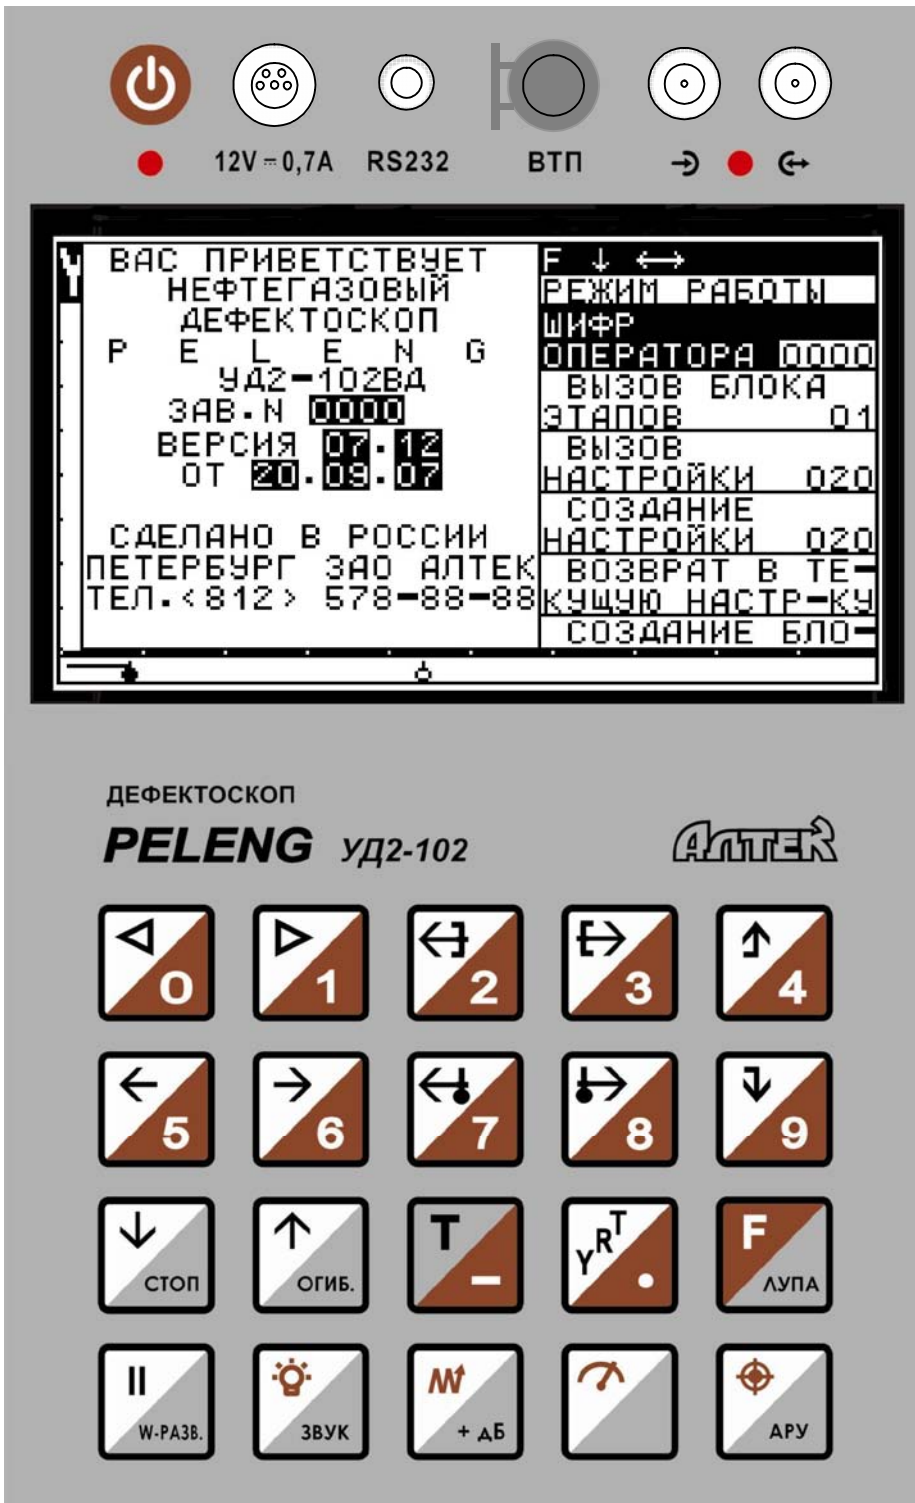 12V⎓0,7A
RS232
ВТП
ВАС ПРИВЕТСТВУЕТ
НЕФТЕГАЗОВЫЙ
ДЕФЕКТОСКОП
P E L E N G
УД2-102ВД
ЗАВ.N 0000
ВЕРСИЯ 07.12
ОТ 20.09.07
СДЕЛАНО В РОССИИ
ПЕТЕРБУРГ ЗАО АЛТЕК
ТЕЛ.<812> 578-88-88
Y
F ↓ ↔
РЕЖИМ РАБОТЫ
ШИФР
ОПЕРАТОРА 0000
ВЫЗОВ БЛОКА
ЭТАПОВ 01
ВЫЗОВ
НАСТРОЙКИ 020
СОЗДАНИЕ
НАСТРОЙКИ 020
ВОЗВРАТ В ТЕ-
КУЩУЮ НАСТР-КУ
СОЗДАНИЕ БЛО-
ДЕФЕКТОСКОП
PELENG УД2-102
АЛТЕК
0
1
2
3
4
5
6
7
8
9
СТОП
ОГИБ.
T –
YRT .
F ЛУПА
II W-РАЗВ.
ЗВУК
+ дБ
АРУ